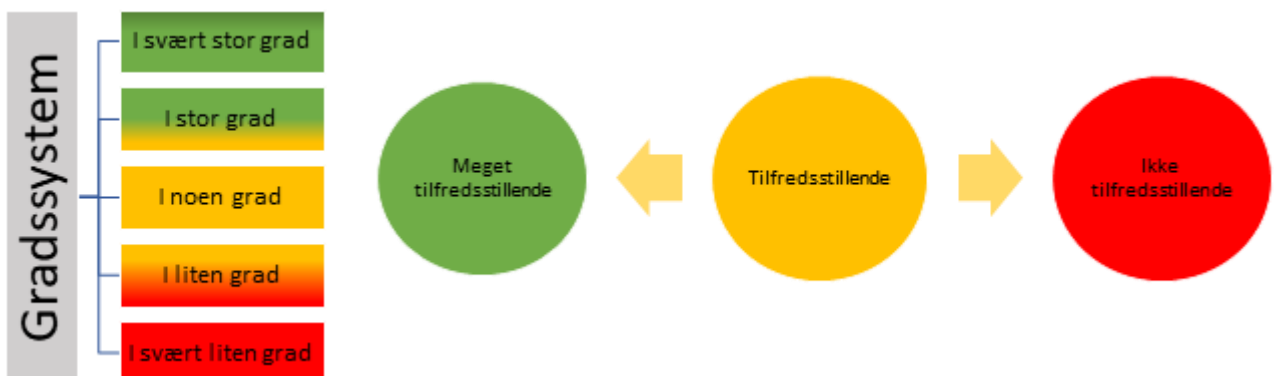 Gradssystem
I svært stor grad
I stor grad
I noen grad
I liten grad
I svært liten grad
Meget
tilfredsstillende
Tilfredsstillende
Ikke
tilfredsstillende